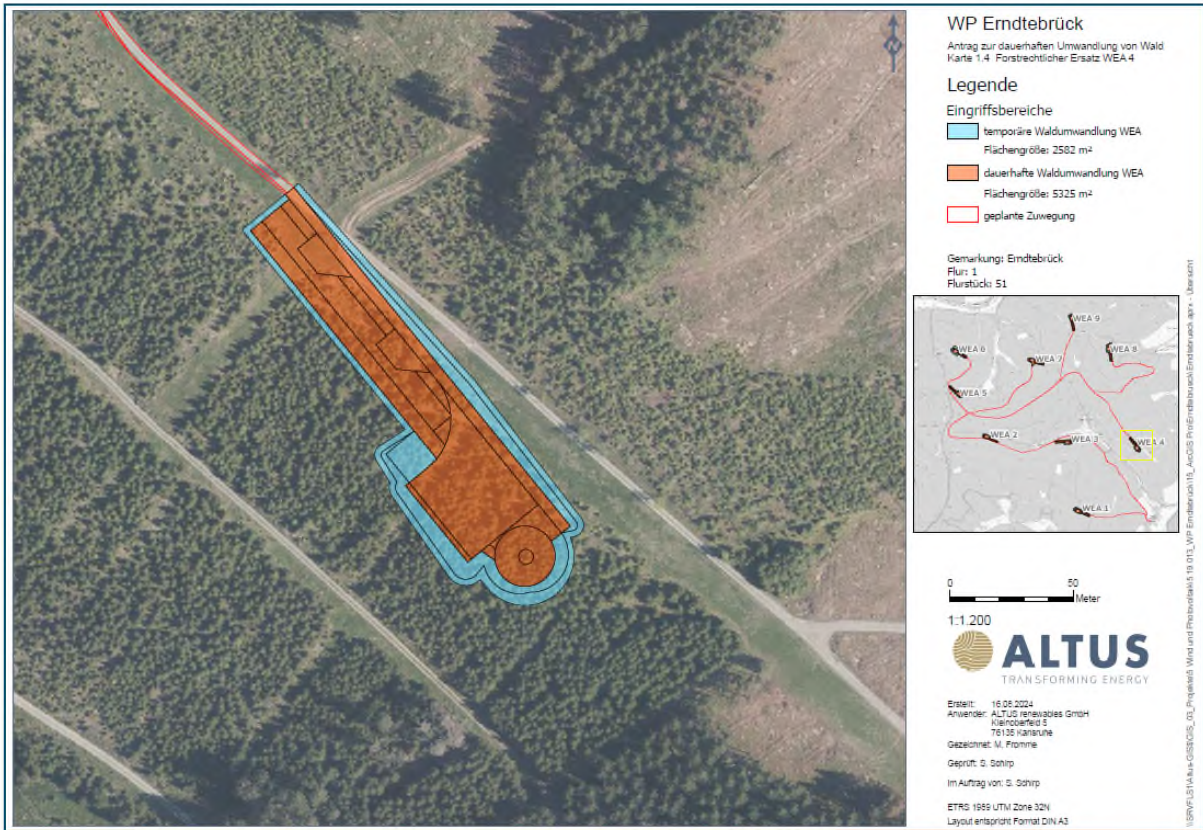 WP Erndtebrück
Antrag zur dauerhaften Umwandlung von Wald
Karte 1.4 Forstrechtlicher Ersatz WEA 4
Legende
Eingriffsbereiche
temporäre Waldumwandlung WEA
Flächengröße: 2582 m²
dauerhafte Waldumwandlung WEA
Flächengröße: 5325 m²
geplante Zuwegung
Gemarkung: Erndtebrück
Flur: 1
Flurstück: 51
WEA 9
WEA 6
WEA 7
WEA 8
WEA 5
WEA 2
WEA 3
WEA 4
WEA 1
0 50
Meter
1:1.200
ALTUS
TRANSFORMING ENERGY
Erstellt: 16.08.2024
Anwender: ALTUS renewables GmbH
Kleinoberfeld 5
76135 Karlsruhe
Gezeichnet: M. Fromme
Geprüft: S. Schirp
Im Auftrag von: S. Schirp
ETRS 1989 UTM Zone 32N
Layout entspricht Format DIN A3
N